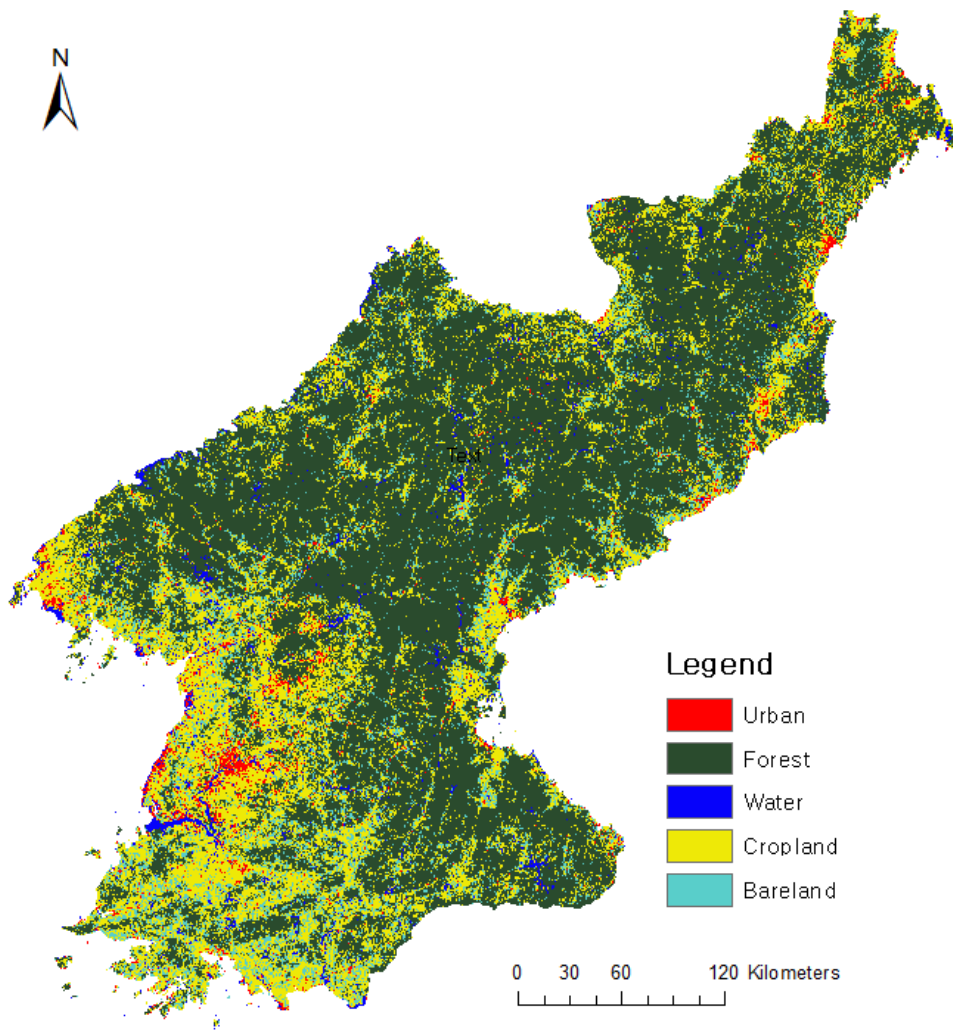 N
Text
Legend
Urban
Forest
Water
Cropland
Bareland
0 30 60 120 Kilometers